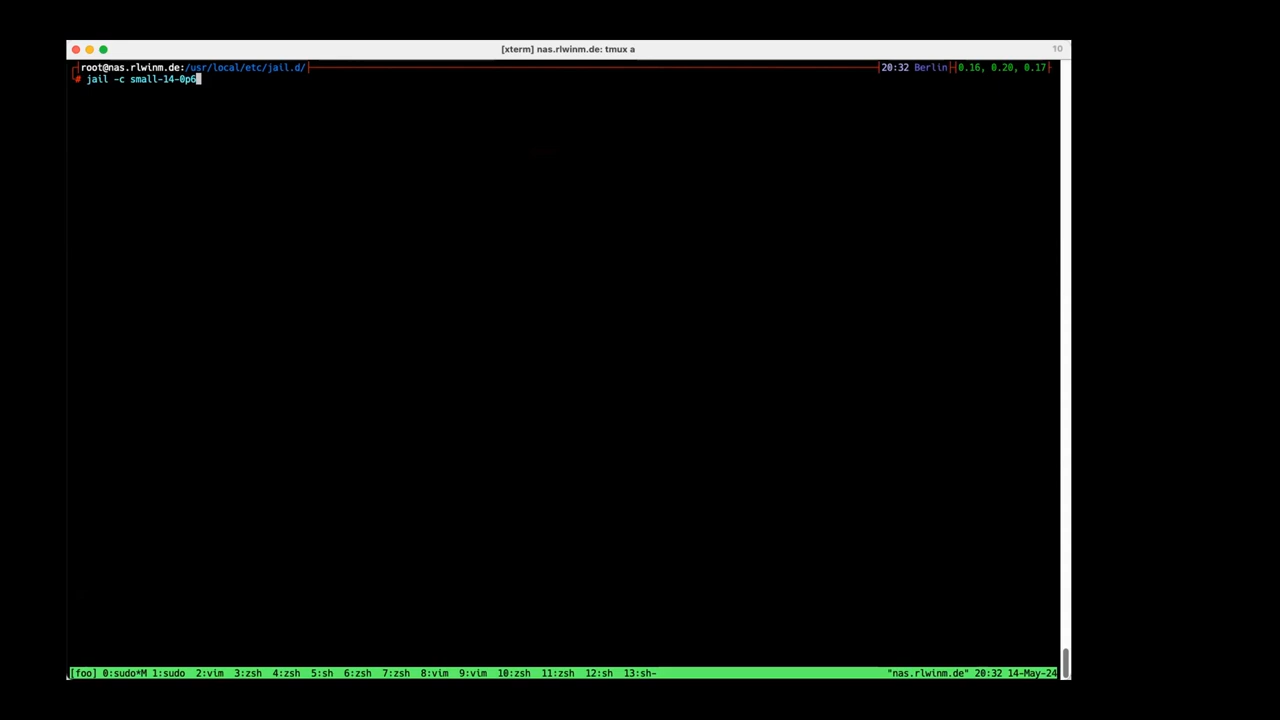 [xterm] nas.rlwinm.de: tmux a 10
root@nas.rlwinm.de:/usr/local/etc/jail.d/ 20:32 Berlin 0.16, 0.20, 0.17
# jail -c small-14-0p6
[foo] 0:sudo*M 1:sudo 2:vim 3:zsh 4:zsh 5:sh 6:zsh 7:zsh 8:vim 9:vim 10:zsh 11:zsh 12:sh 13:sh- "nas.rlwinm.de" 20:32 14-May-24